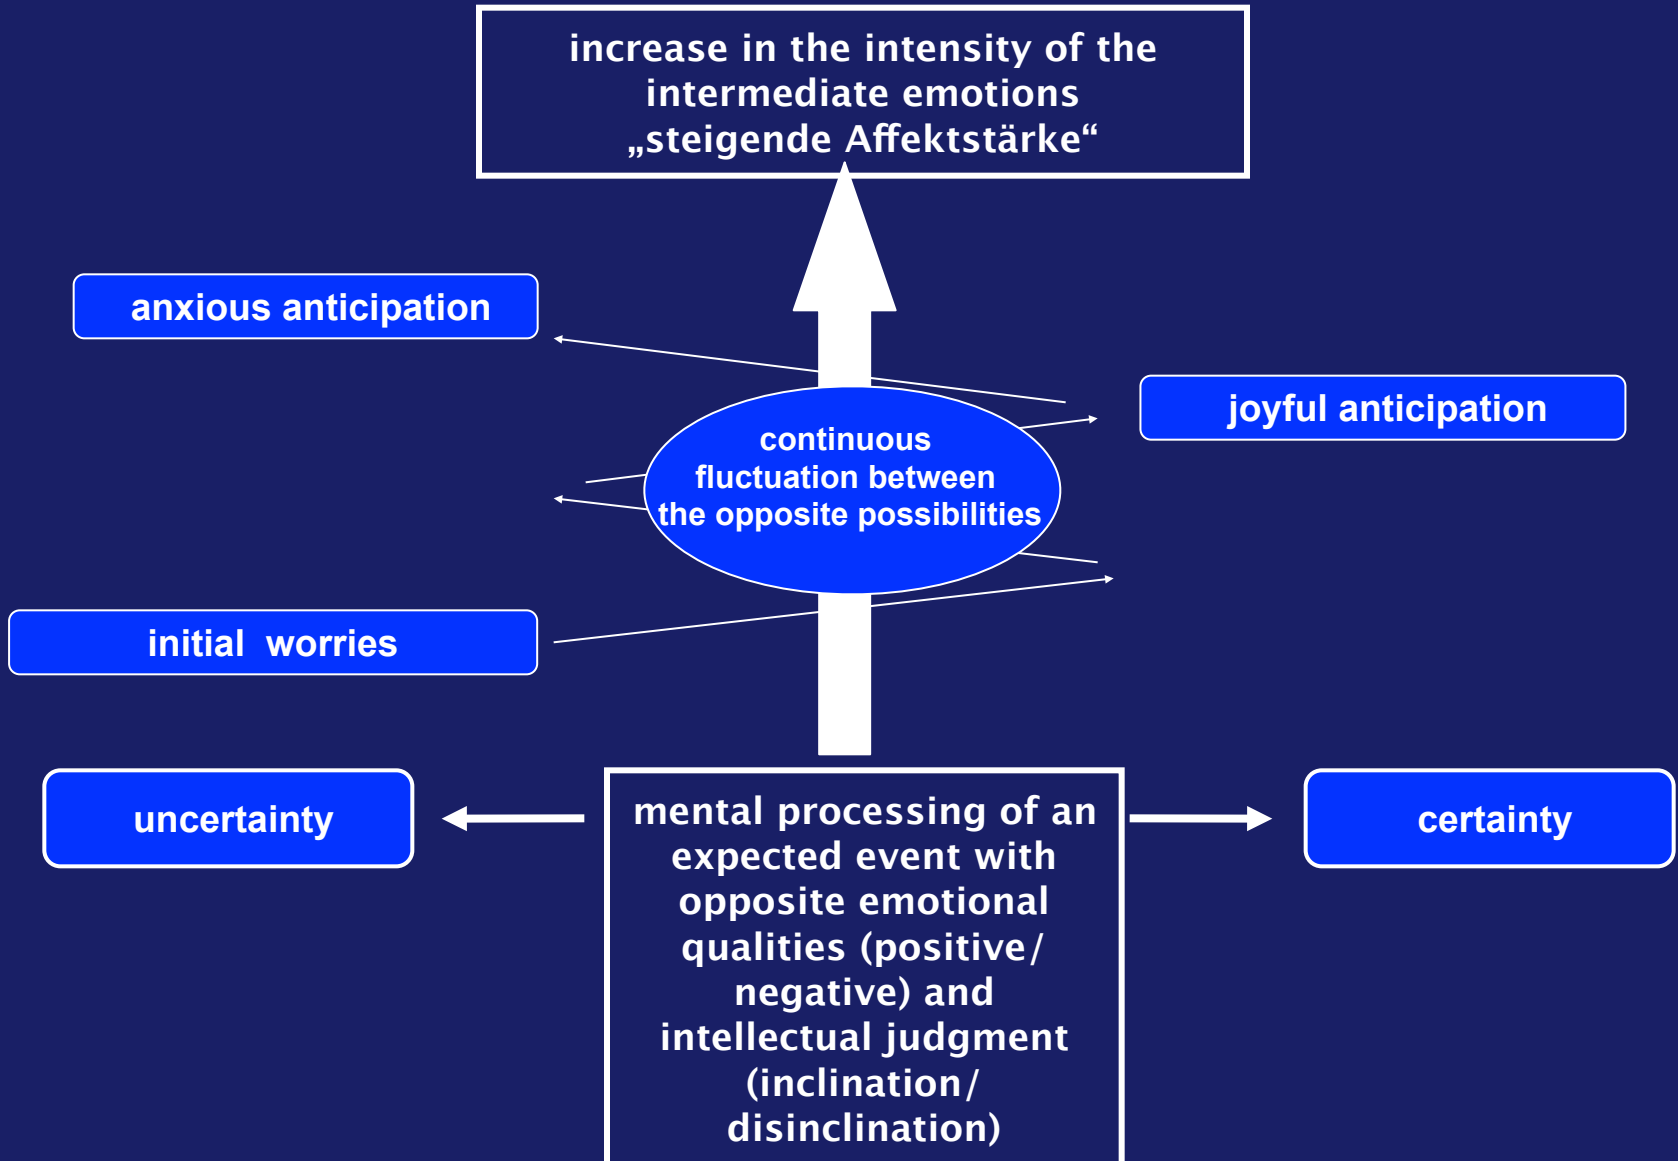 increase in the intensity of the
intermediate emotions
„steigende Affektstärke“
anxious anticipation
joyful anticipation
continuous
fluctuation between
the opposite possibilities
initial worries
uncertainty
mental processing of an
expected event with
opposite emotional
qualities (positive/
negative) and
intellectual judgment
(inclination/
disinclination)
certainty